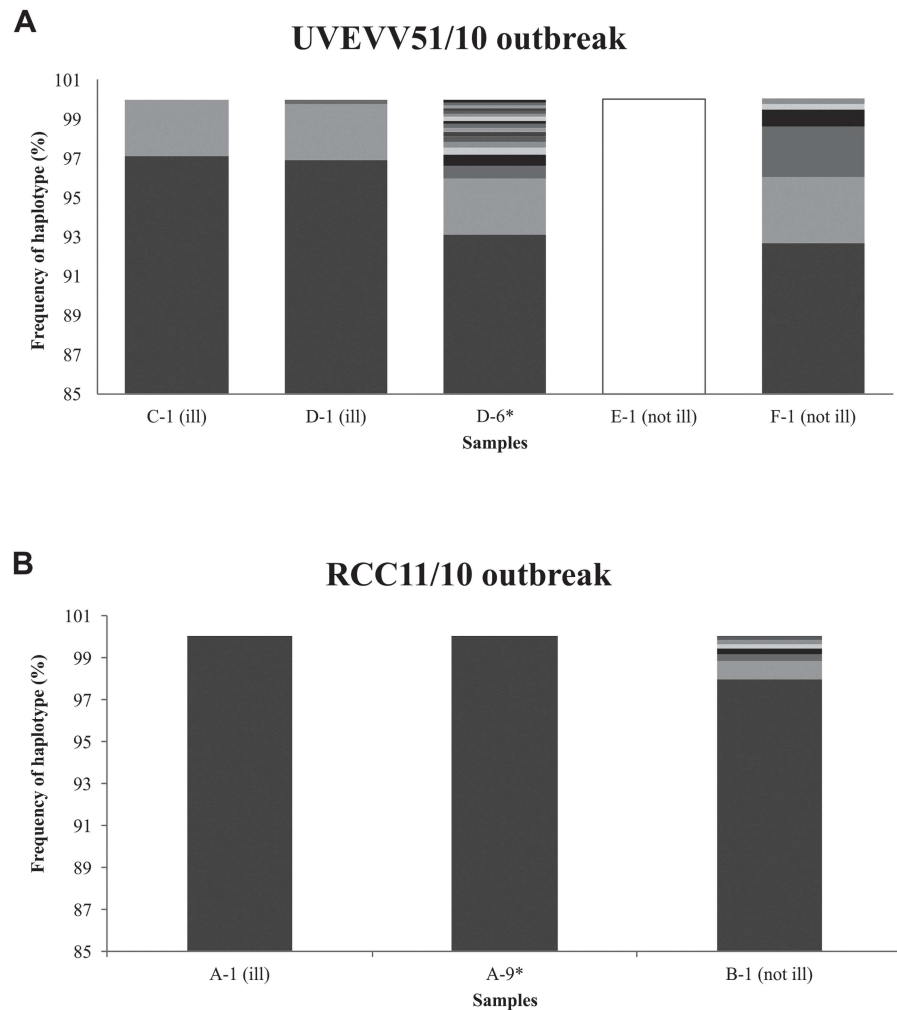 A
UVEVV51/10 outbreak
Frequency of haplotype (%)
101
99
97
95
93
91
89
87
85
C-1 (ill) D-1 (ill) D-6* E-1 (not ill) F-1 (not ill)
Samples
B
RCC11/10 outbreak
Frequency of haplotype (%)
101
99
97
95
93
91
89
87
85
A-1 (ill) A-9* B-1 (not ill)
Samples